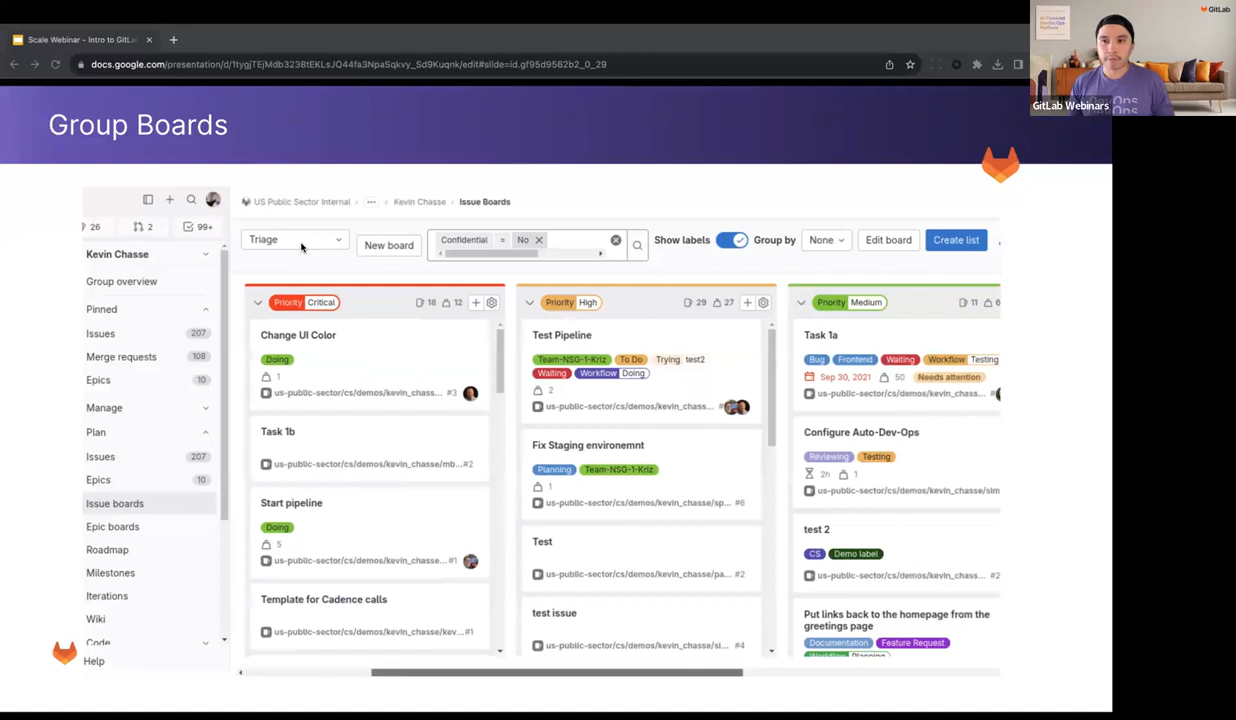 Scale Webinar - Intro to GitLa
docs.google.com/presentation/d/1tygjTEjMdb3238tEKLsJQ44fa3NpaSqkvy_Sd9Kuqnk/edit#slide=id.gf95d9562b2_0_29
GitLab
AI-Powered
DevSecOps
Platform
GitLab Webinars
Group Boards
26
2
99+
US Public Sector Internal
Kevin Chasse
Issue Boards
Triage
New board
Confidential = No
Show labels
Group by
None
Edit board
Create list
Kevin Chasse
Group overview
Pinned
Issues 207
Merge requests 108
Epics 10
Manage
Plan
Issues 207
Epics 10
Issue boards
Epic boards
Roadmap
Milestones
Iterations
Wiki
Code
Help
Priority Critical 18 12
Change UI Color
Doing
1
us-public-sector/cs/demos/kevin_chass... #3
Task 1b
us-public-sector/cs/demos/kevin_chasse/mb...#2
Start pipeline
Doing
5
us-public-sector/cs/demos/kevin_chasse... #1
Template for Cadence calls
us-public-sector/cs/demos/kevin_chasse/kev...#1
Priority High 29 27
Test Pipeline
Team-NSG-1-Kriz To Do Trying test2
Waiting Workflow Doing
2
us-public-sector/cs/demos/kevin_chass... #
Fix Staging environemnt
Planning Team-NSG-1-Kriz
1
us-public-sector/cs/demos/kevin_chasse/sp... #6
Test
us-public-sector/cs/demos/kevin_chasse/pa... #2
test issue
us-public-sector/cs/demos/kevin_chasse/si... #4
Priority Medium 11 6
Task 1a
Bug Frontend Waiting Workflow Testing
Sep 30, 2021 50 Needs attention
us-public-sector/cs/demos/kevin_chass... #
Configure Auto-Dev-Ops
Reviewing Testing
2h 1
us-public-sector/cs/demos/kevin_chasse/sim
test 2
CS Demo label
us-public-sector/cs/demos/kevin_chass... #2
Put links back to the homepage from the
greetings page
Documentation Feature Request
Workflow Planning